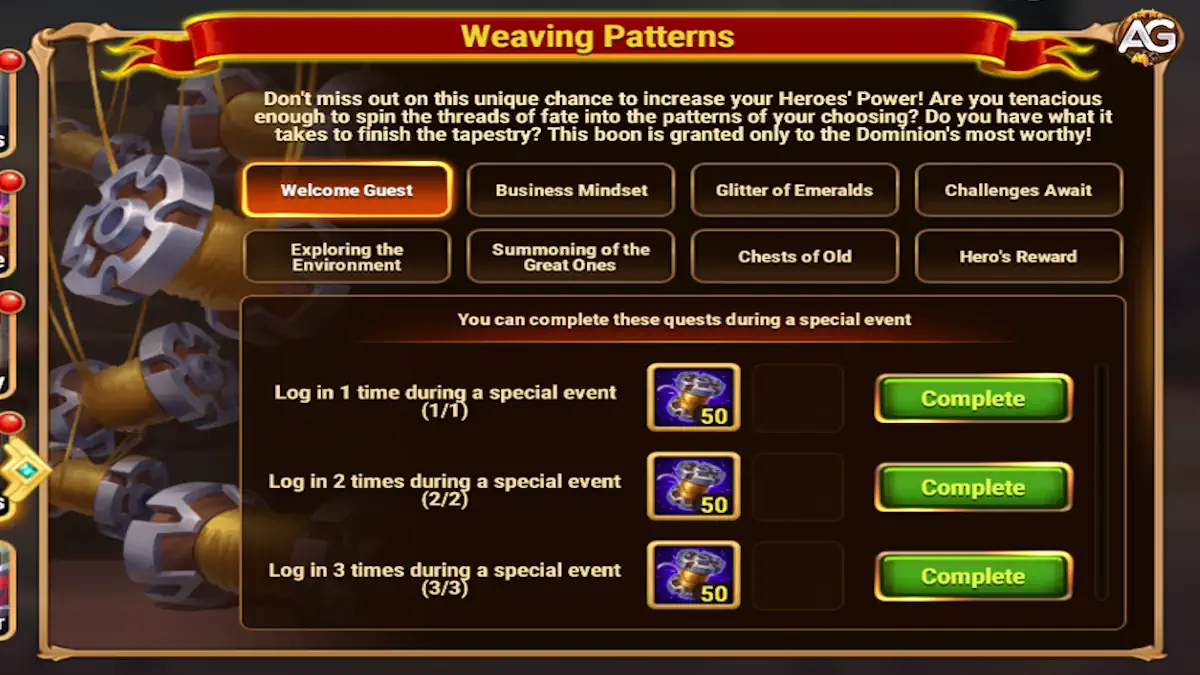 Weaving Patterns
AG
Don't miss out on this unique chance to increase your Heroes' Power! Are you tenacious
enough to spin the threads of fate into the patterns of your choosing? Do you have what it
takes to finish the tapestry? This boon is granted only to the Dominion's most worthy!
Welcome Guest
Business Mindset
Glitter of Emeralds
Challenges Await
Exploring the
Environment
Summoning of the
Great Ones
Chests of Old
Hero's Reward
You can complete these quests during a special event
Log in 1 time during a special event
(1/1)
50
Complete
Log in 2 times during a special event
(2/2)
50
Complete
Log in 3 times during a special event
(3/3)
50
Complete